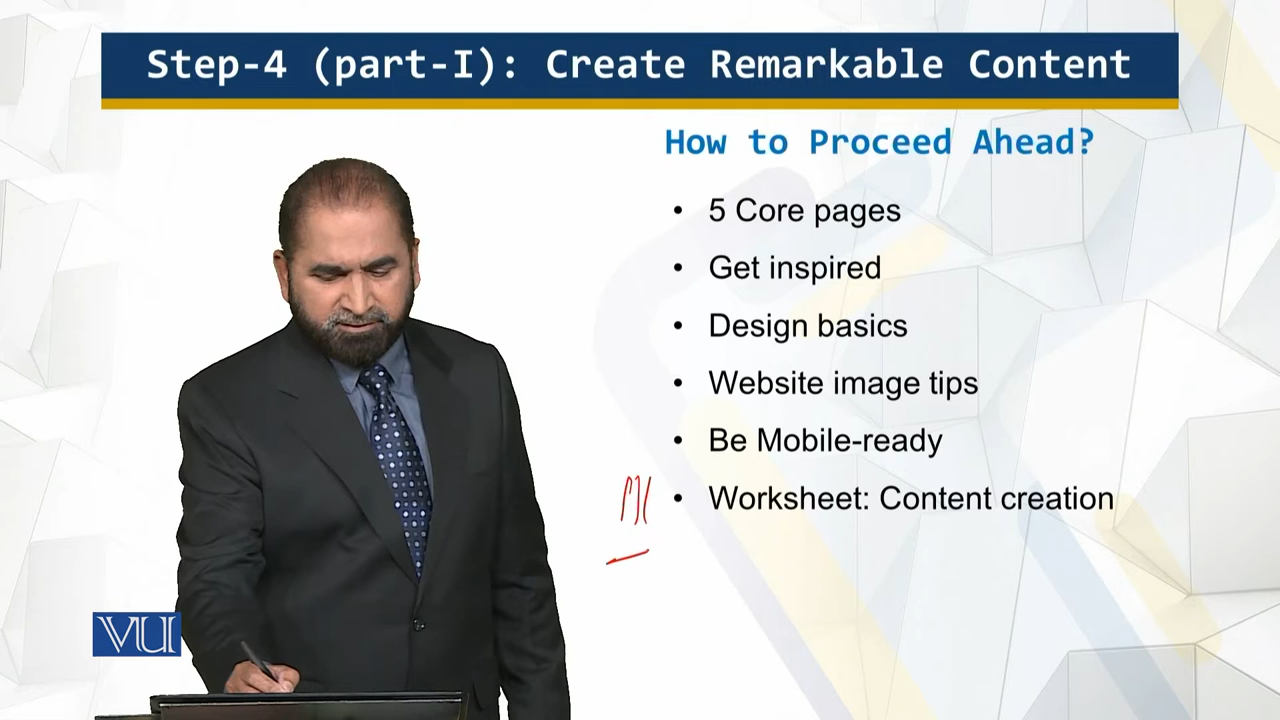 Step-4 (part-I): Create Remarkable Content
How to Proceed Ahead?
• 5 Core pages
• Get inspired
• Design basics
• Website image tips
• Be Mobile-ready
• Worksheet: Content creation
VU